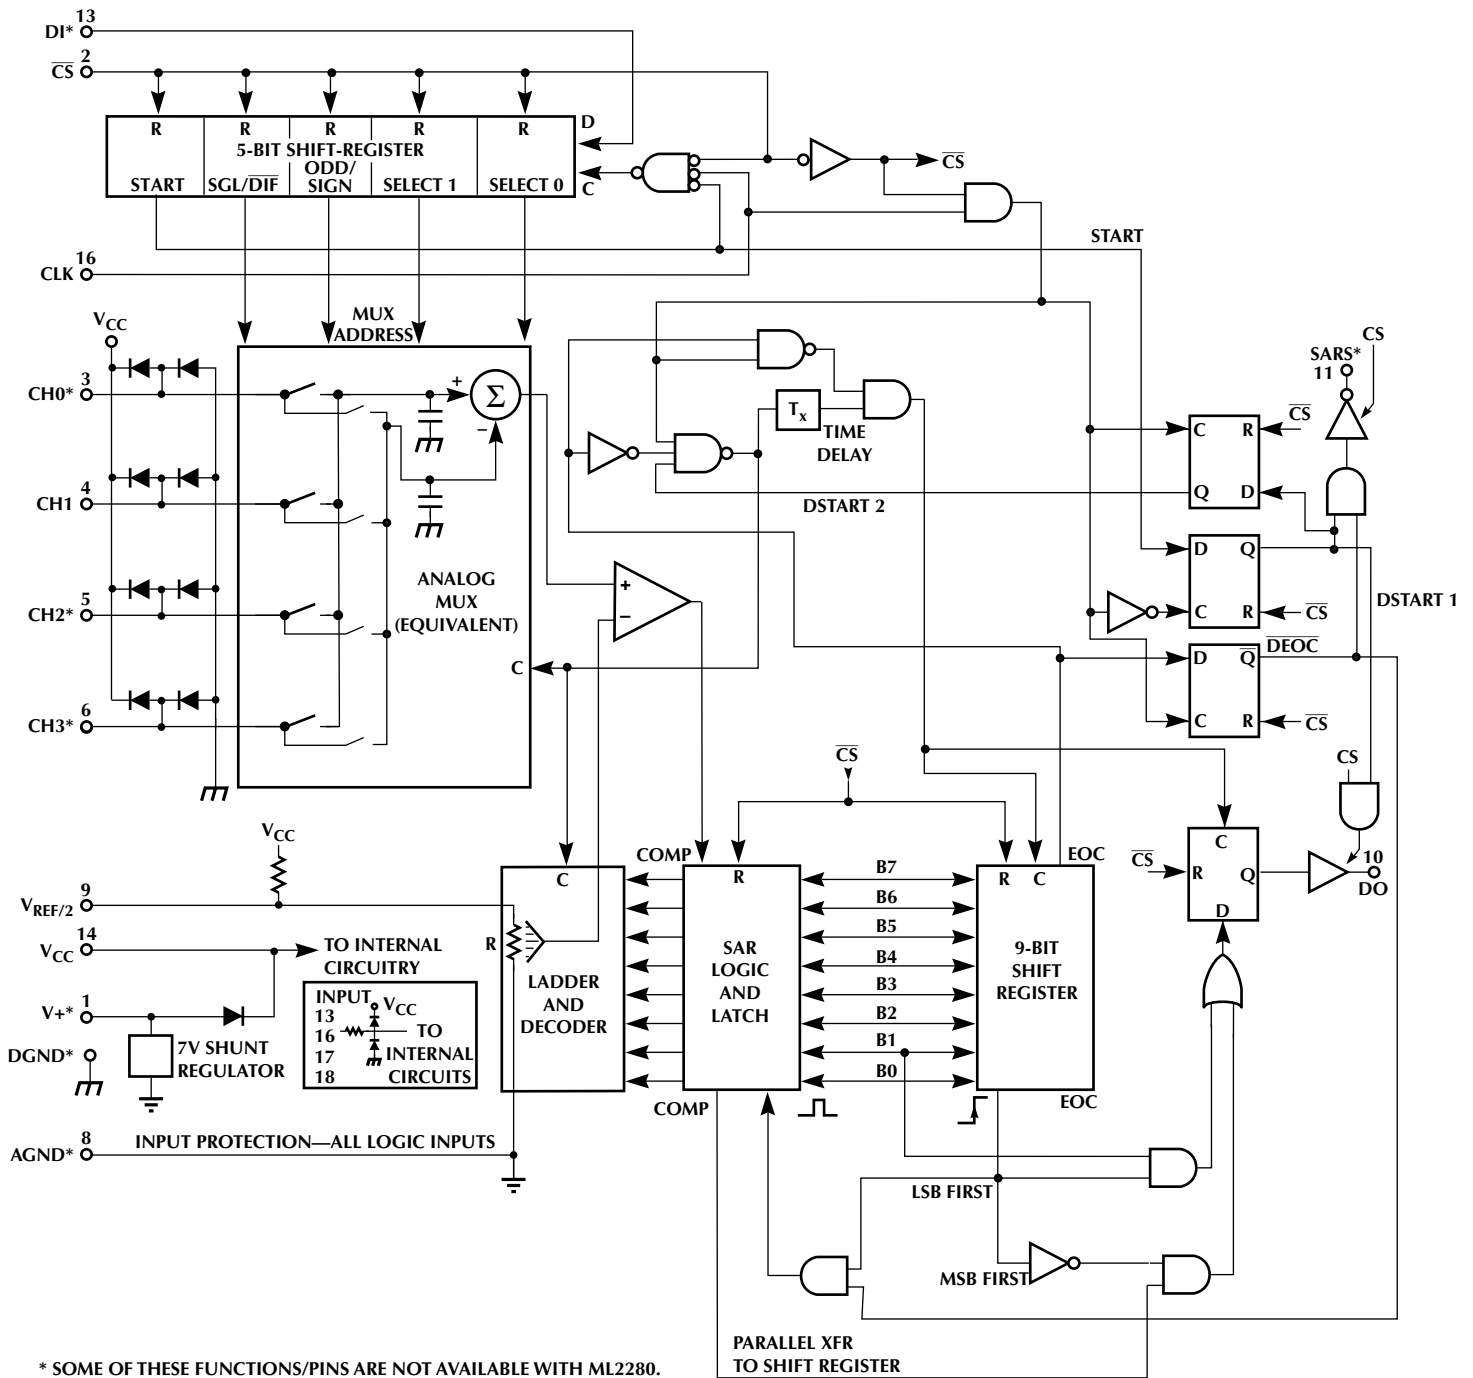 13
DI*
2
CS
R R R R R D
5-BIT SHIFT-REGISTER
START SGL/DIF ODD/ SIGN SELECT 1 SELECT 0 C
CS
START
16
CLK
MUX
ADDRESS
VCC
3
CH0*
+
Σ
−
4
CH1
5
CH2*
6
CH3*
ANALOG
MUX
(EQUIVALENT)
C
+
−
Tx
TIME
DELAY
DSTART 2
CS
SARS*
11
C R CS
Q D
D Q
C R CS
DSTART 1
D Q DEOC
C R CS
CS
CS
C
CS R Q
D
10
DO
VCC
9
VREF/2
14
VCC
TO INTERNAL
CIRCUITRY
1
V+*
7V SHUNT
REGULATOR
DGND*
INPUT
13
16
17
18
VCC
TO
INTERNAL
CIRCUITS
8
AGND*
INPUT PROTECTION—ALL LOGIC INPUTS
C
R
LADDER
AND
DECODER
COMP
R
SAR
LOGIC
AND
LATCH
COMP
B7
B6
B5
B4
B3
B2
B1
B0
EOC
R C
9-BIT
SHIFT
REGISTER
EOC
LSB FIRST
MSB FIRST
PARALLEL XFR
TO SHIFT REGISTER
* SOME OF THESE FUNCTIONS/PINS ARE NOT AVAILABLE WITH ML2280.